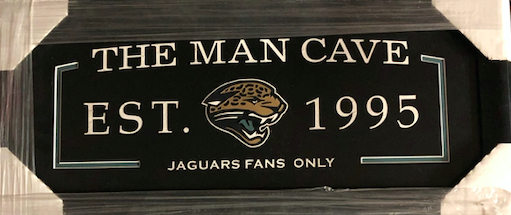 THE MAN CAVE
EST. 1995
JAGUARS FANS ONLY